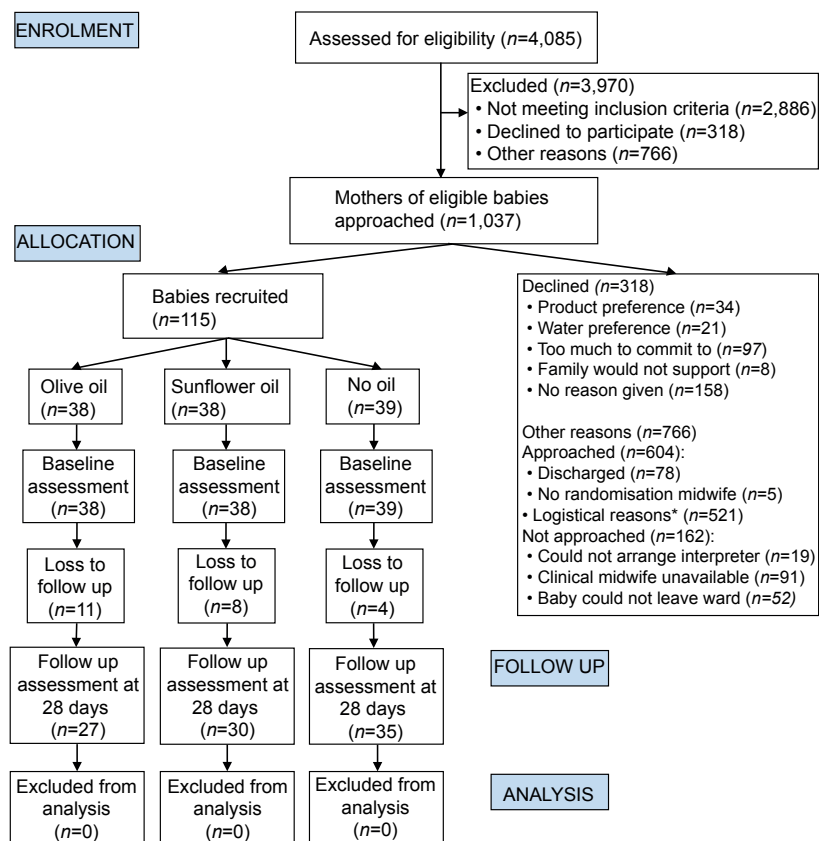 ENROLMENT
Assessed for eligibility (n=4,085)
Excluded (n=3,970)
• Not meeting inclusion criteria (n=2,886)
• Declined to participate (n=318)
• Other reasons (n=766)
Mothers of eligible babies
approached (n=1,037)
ALLOCATION
Babies recruited
(n=115)
Declined (n=318)
• Product preference (n=34)
• Water preference (n=21)
• Too much to commit to (n=97)
• Family would not support (n=8)
• No reason given (n=158)
Other reasons (n=766)
Approached (n=604):
• Discharged (n=78)
• No randomisation midwife (n=5)
• Logistical reasons* (n=521)
Not approached (n=162):
• Could not arrange interpreter (n=19)
• Clinical midwife unavailable (n=91)
• Baby could not leave ward (n=52)
Olive oil
(n=38)
Sunflower oil
(n=38)
No oil
(n=39)
Baseline
assessment
(n=38)
Baseline
assessment
(n=38)
Baseline
assessment
(n=39)
Loss to
follow up
(n=11)
Loss to
follow up
(n=8)
Loss to
follow up
(n=4)
FOLLOW UP
Follow up
assessment at
28 days
(n=27)
Follow up
assessment at
28 days
(n=30)
Follow up
assessment at
28 days
(n=35)
ANALYSIS
Excluded from
analysis
(n=0)
Excluded from
analysis
(n=0)
Excluded from
analysis
(n=0)